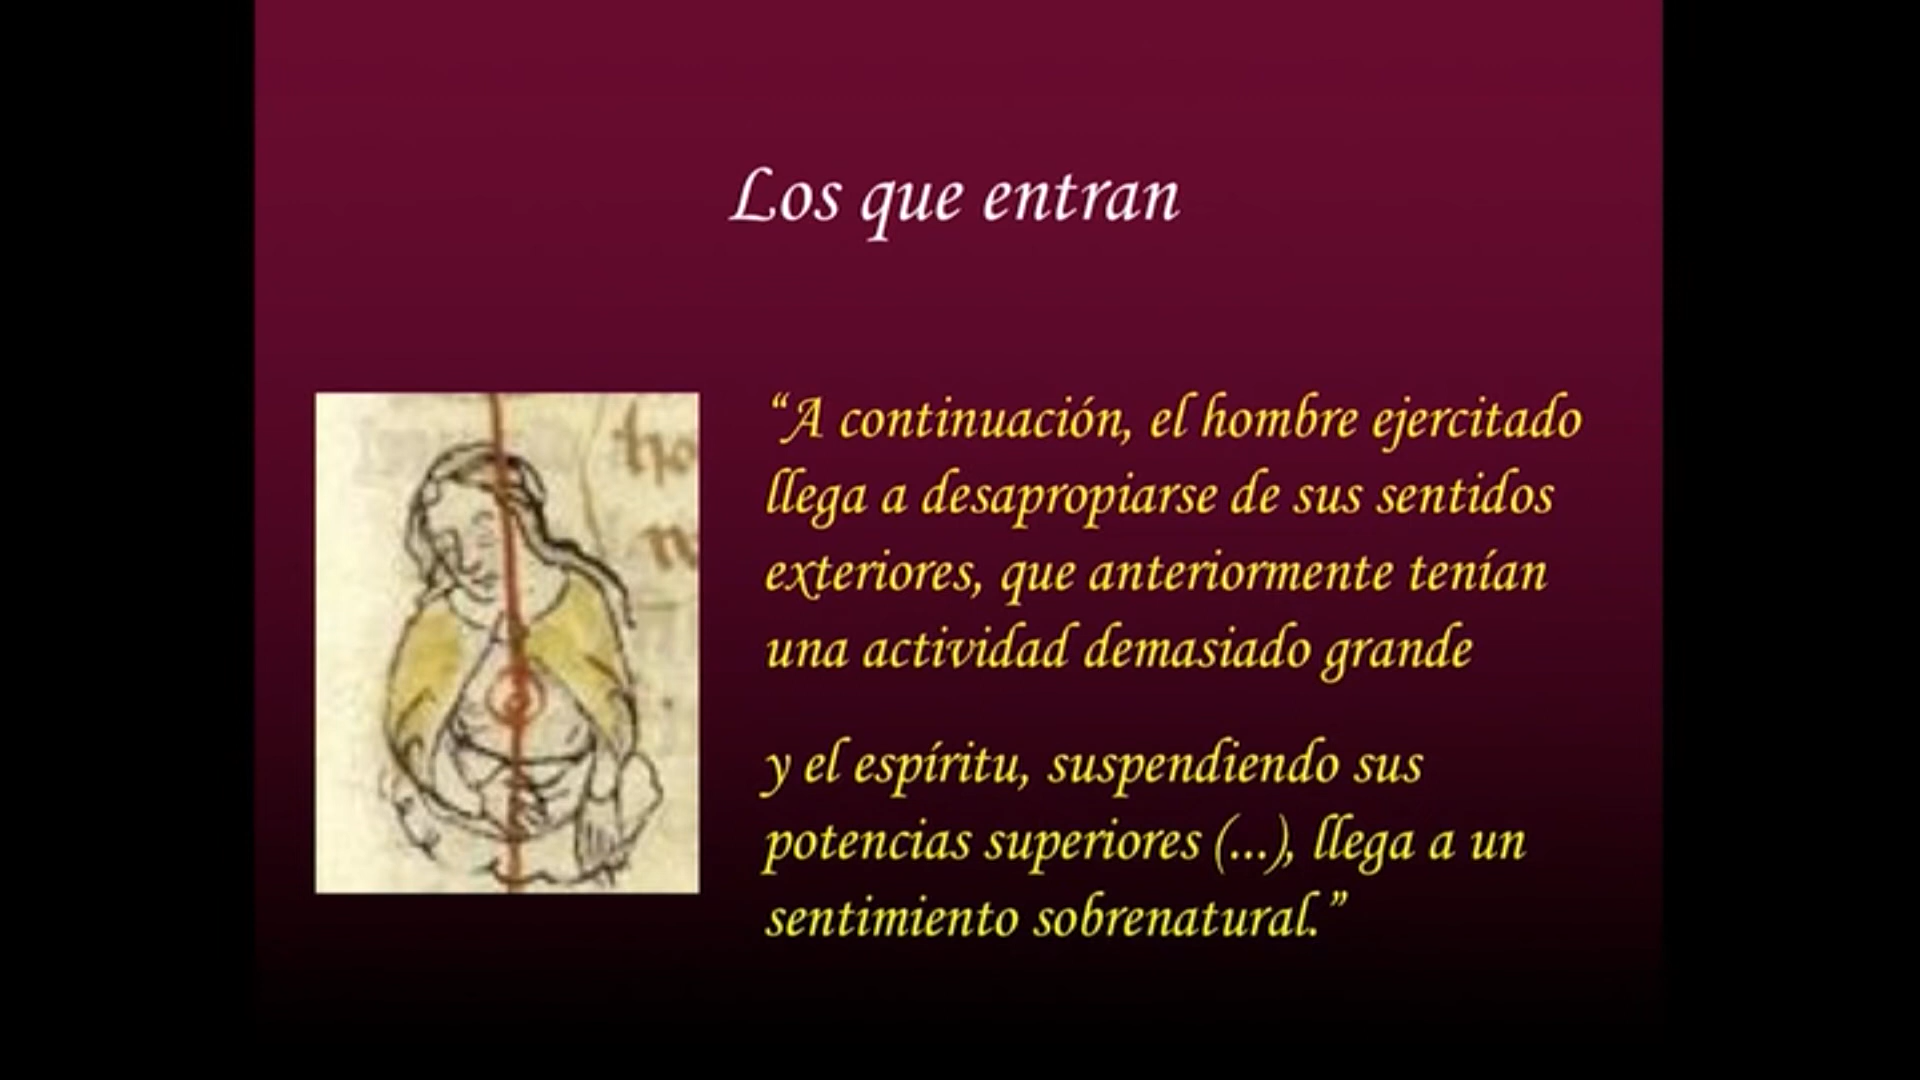 Los que entran
“A continuación, el hombre ejercitado
llega a desapropiarse de sus sentidos
exteriores, que anteriormente tenían
una actividad demasiado grande
y el espíritu, suspendiendo sus
potencias superiores (...), llega a un
sentimiento sobrenatural.”
ho